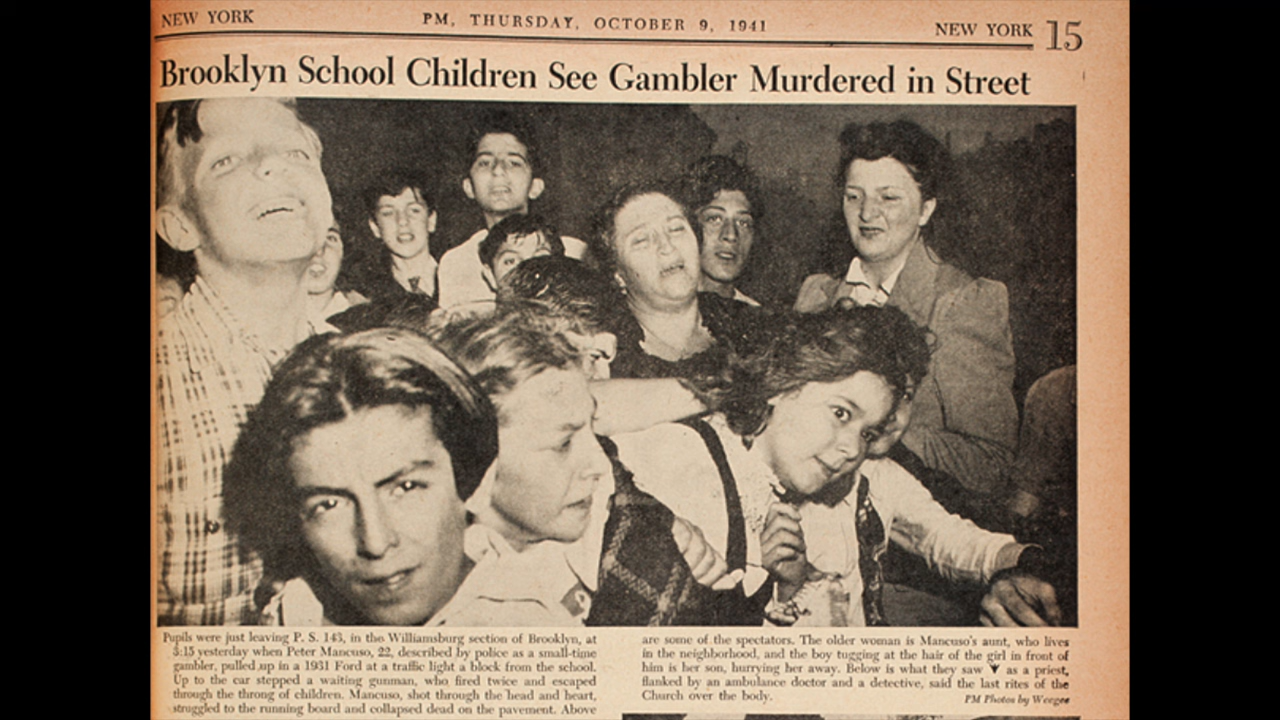 NEW YORK PM, THURSDAY, OCTOBER 9, 1941 NEW YORK 15
Brooklyn School Children See Gambler Murdered in Street
Pupils were just leaving P. S. 143, in the Williamsburg section of Brooklyn, at
3:15 yesterday when Peter Mancuso, 22, described by police as a small-time
gambler, pulled up in a 1931 Ford at a traffic light a block from the school.
Up to the car stepped a waiting gunman, who fired twice and escaped
through the throng of children. Mancuso, shot through the head and heart,
struggled to the running board and collapsed dead on the pavement. Above
are some of the spectators. The older woman is Mancuso's aunt, who lives
in the neighborhood, and the boy tugging at the hair of the girl in front of
him is her son, hurrying her away. Below is what they saw as a priest,
flanked by an ambulance doctor and a detective, said the last rites of the
Church over the body.
PM Photos by Weegee